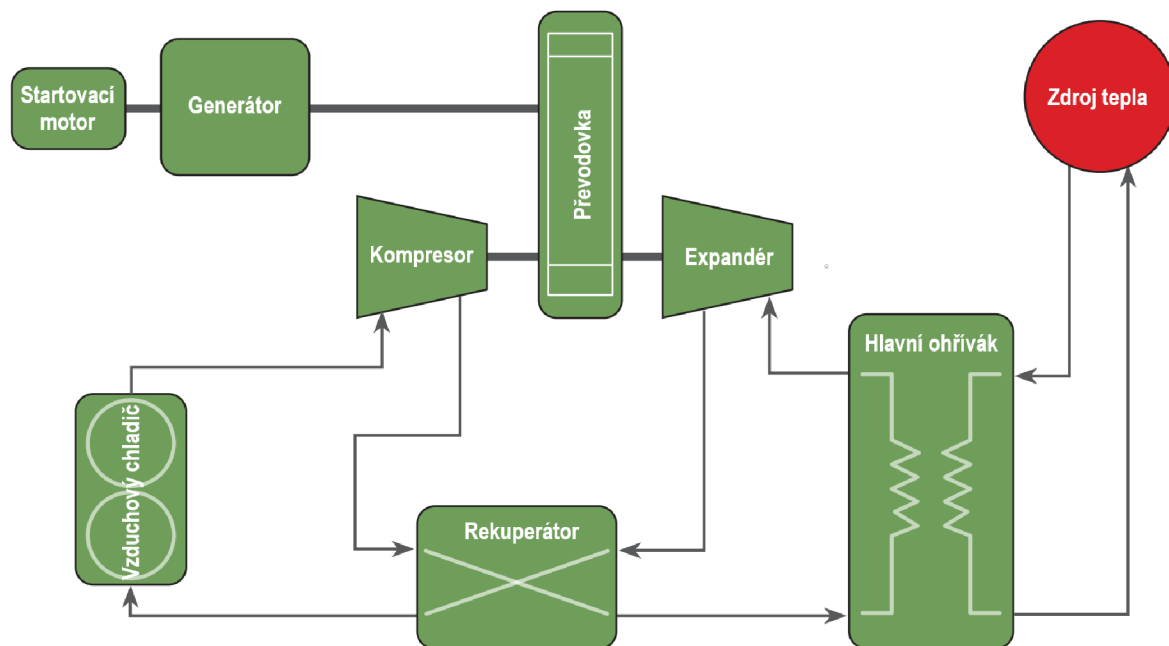 Startovací
motor
Generátor
Převodovka
Zdroj tepla
Kompresor
Expandér
Hlavní ohřívák
Vzduchový chladič
Rekuperátor